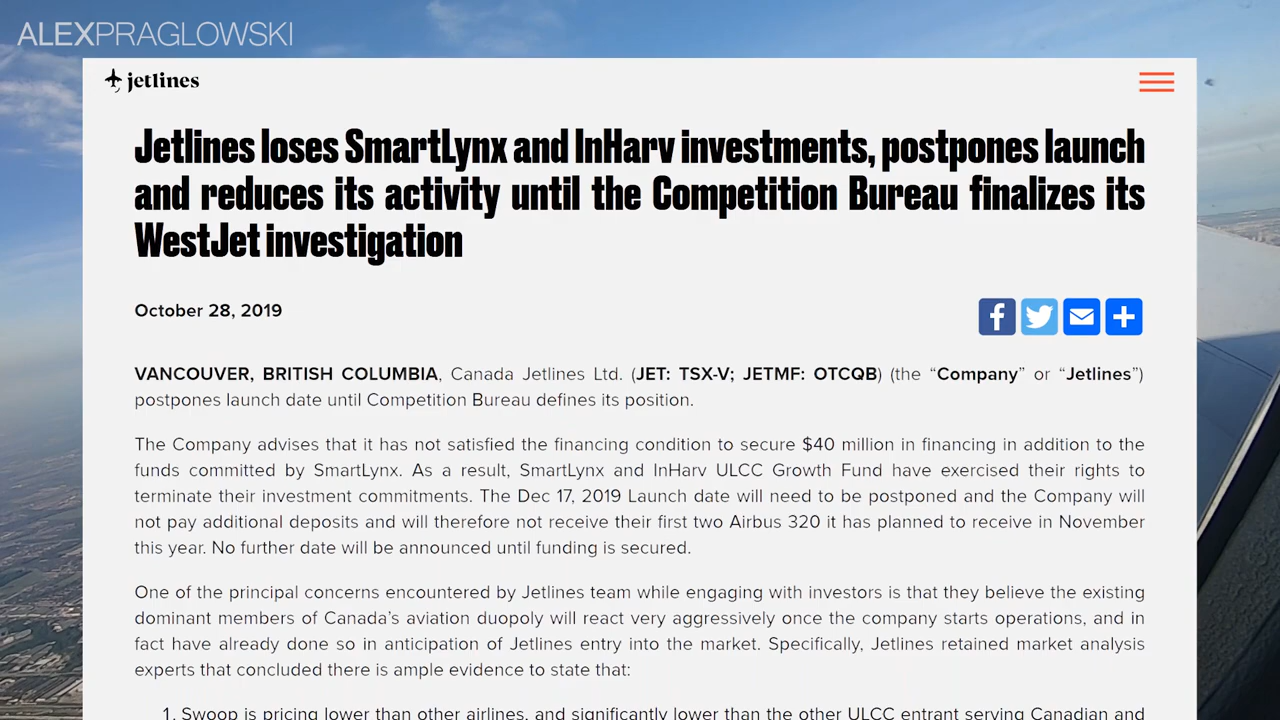 ALEXPRAGLOWSKI
jetlines
Jetlines loses SmartLynx and InHarv investments, postpones launch
and reduces its activity until the Competition Bureau finalizes its
WestJet investigation
October 28, 2019
VANCOUVER, BRITISH COLUMBIA, Canada Jetlines Ltd. (JET: TSX-V; JETMF: OTCQB) (the “Company” or “Jetlines”)
postpones launch date until Competition Bureau defines its position.
The Company advises that it has not satisfied the financing condition to secure $40 million in financing in addition to the
funds committed by SmartLynx. As a result, SmartLynx and InHarv ULCC Growth Fund have exercised their rights to
terminate their investment commitments. The Dec 17, 2019 Launch date will need to be postponed and the Company will
not pay additional deposits and will therefore not receive their first two Airbus 320 it has planned to receive in November
this year. No further date will be announced until funding is secured.
One of the principal concerns encountered by Jetlines team while engaging with investors is that they believe the existing
dominant members of Canada’s aviation duopoly will react very aggressively once the company starts operations, and in
fact have already done so in anticipation of Jetlines entry into the market. Specifically, Jetlines retained market analysis
experts that concluded there is ample evidence to state that:
1. Swoop is pricing lower than other airlines, and significantly lower than the other ULCC entrant serving Canadian and